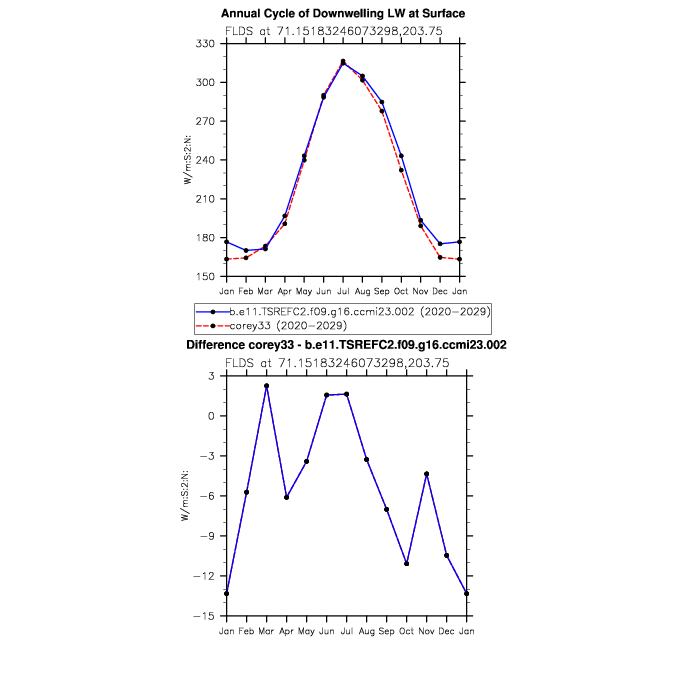 Annual Cycle of Downwelling LW at Surface
FLDS at 71.15183246073298,203.75
330
300
270
240
210
180
150
W/m:S:2:N:
Jan Feb Mar Apr May Jun Jul Aug Sep Oct Nov Dec Jan
b.e11.TSREFC2.f09.g16.ccmi23.002 (2020-2029)
corey33 (2020-2029)
Difference corey33 - b.e11.TSREFC2.f09.g16.ccmi23.002
FLDS at 71.15183246073298,203.75
3
0
-3
-6
-9
-12
-15
W/m:S:2:N:
Jan Feb Mar Apr May Jun Jul Aug Sep Oct Nov Dec Jan